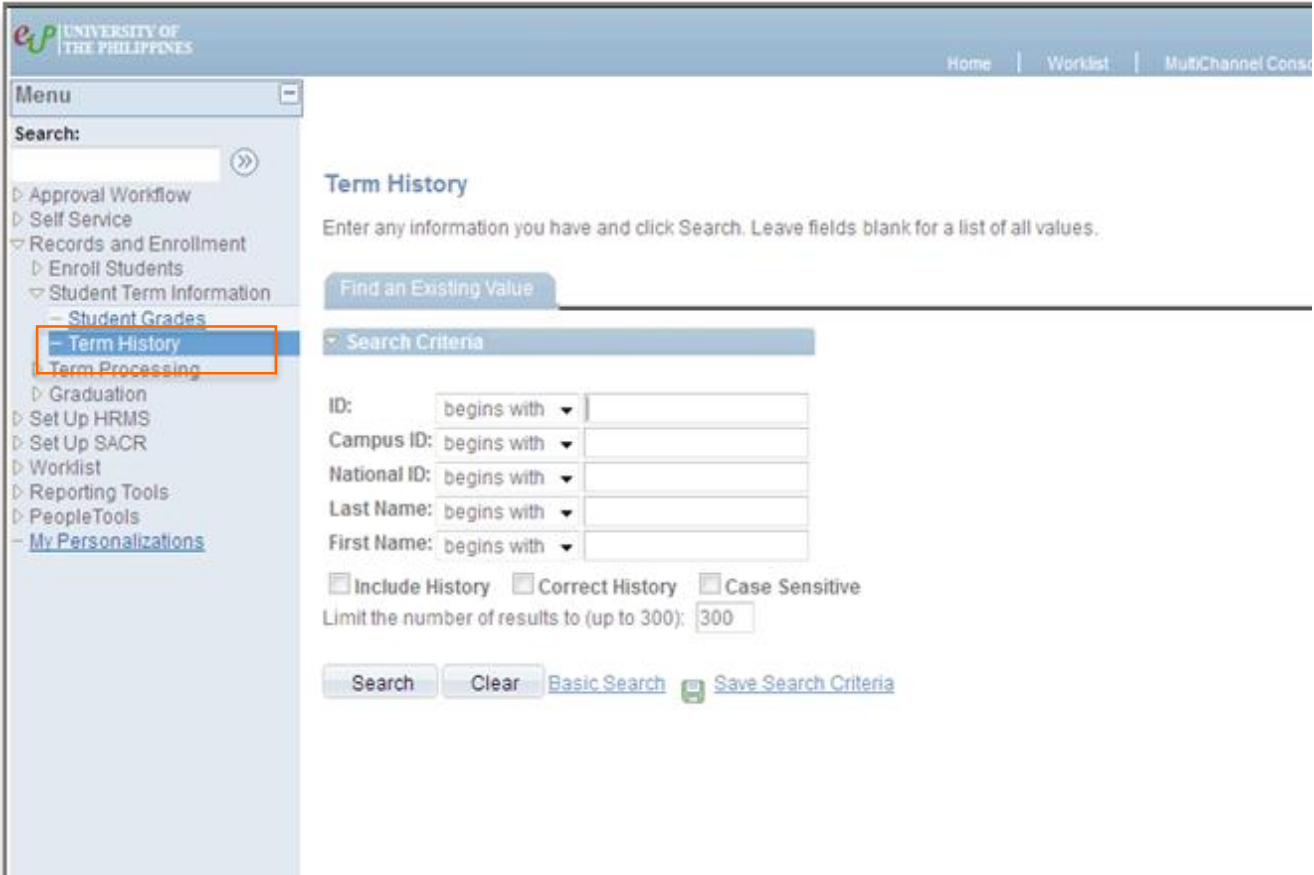 eUP UNIVERSITY OF
THE PHILIPPINES
Home | Worklist | MultiChannel Conso
Menu
Search:
Approval Workflow
Self Service
Records and Enrollment
Enroll Students
Student Term Information
Student Grades
Term History
Term Processing
Graduation
Set Up HRMS
Set Up SACR
Worklist
Reporting Tools
PeopleTools
My Personalizations
Term History
Enter any information you have and click Search. Leave fields blank for a list of all values.
Find an Existing Value
Search Criteria
ID: begins with
Campus ID: begins with
National ID: begins with
Last Name: begins with
First Name: begins with
Include History Correct History Case Sensitive
Limit the number of results to (up to 300): 300
Search Clear Basic Search Save Search Criteria